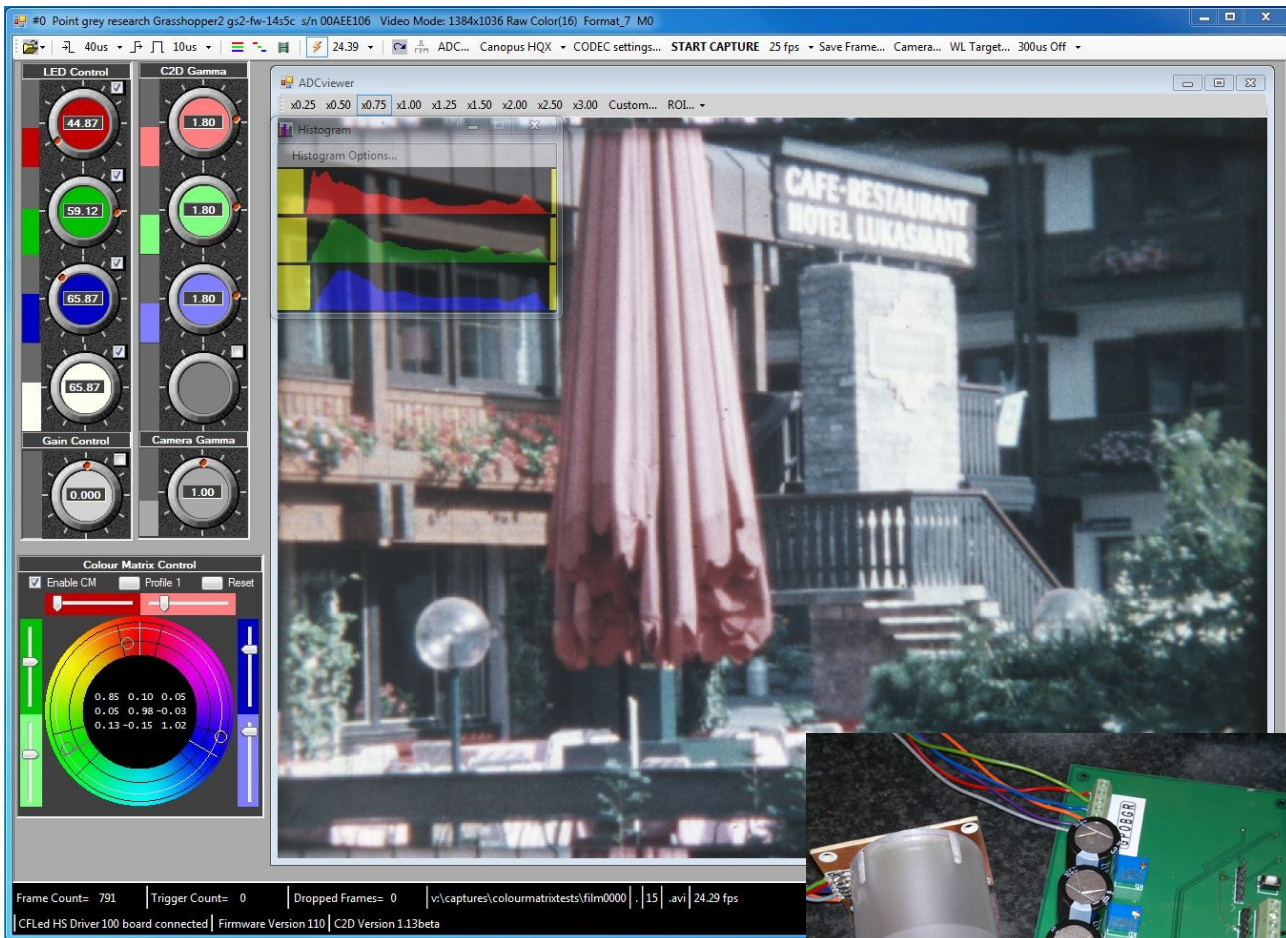 #0 Point grey research Grasshopper2 gs2-fw-14s5c s/n 00AEE106 Video Mode: 1384x1036 Raw Color(16) Format_7 M0
40us 10us 24.39 rpm ADC... Canopus HQX CODEC settings... START CAPTURE 25 fps Save Frame... Camera... WL Target... 300us Off
LED Control
C2D Gamma
44.87
1.80
59.12
1.80
65.87
1.80
65.87
Gain Control
Camera Gamma
0.000
1.00
Colour Matrix Control
Enable CM Profile 1 Reset
0.85 0.10 0.05
0.05 0.98 -0.03
0.13 -0.15 1.02
ADCviewer
x0.25 x0.50 x0.75 x1.00 x1.25 x1.50 x2.00 x2.50 x3.00 Custom... ROI...
Histogram
Histogram Options...
CAFE-RESTAURANT
HOTEL LUKASMAYR
GPOBGR
Frame Count= 791 Trigger Count= 0 Dropped Frames= 0 v:\captures\colourmatrixtests\film0000 . 15 .avi 24.29 fps
CFLed HS Driver100 board connected Firmware Version 110 C2D Version 1.13beta